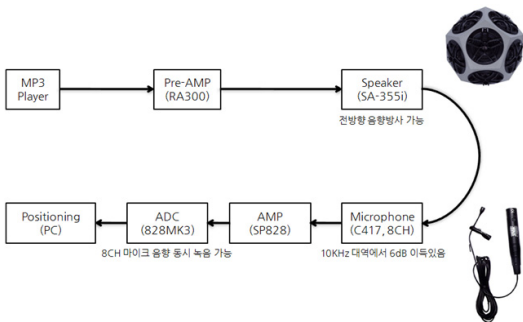 MP3
Player
Pre-AMP
(RA300)
Speaker
(SA-355i)
전방향 음향방사 가능
Positioning
(PC)
ADC
(828MK3)
AMP
(SP828)
Microphone
(C417, 8CH)
8CH 마이크 음향 동시 녹음 가능
10KHz 대역에서 6dB 이득있음